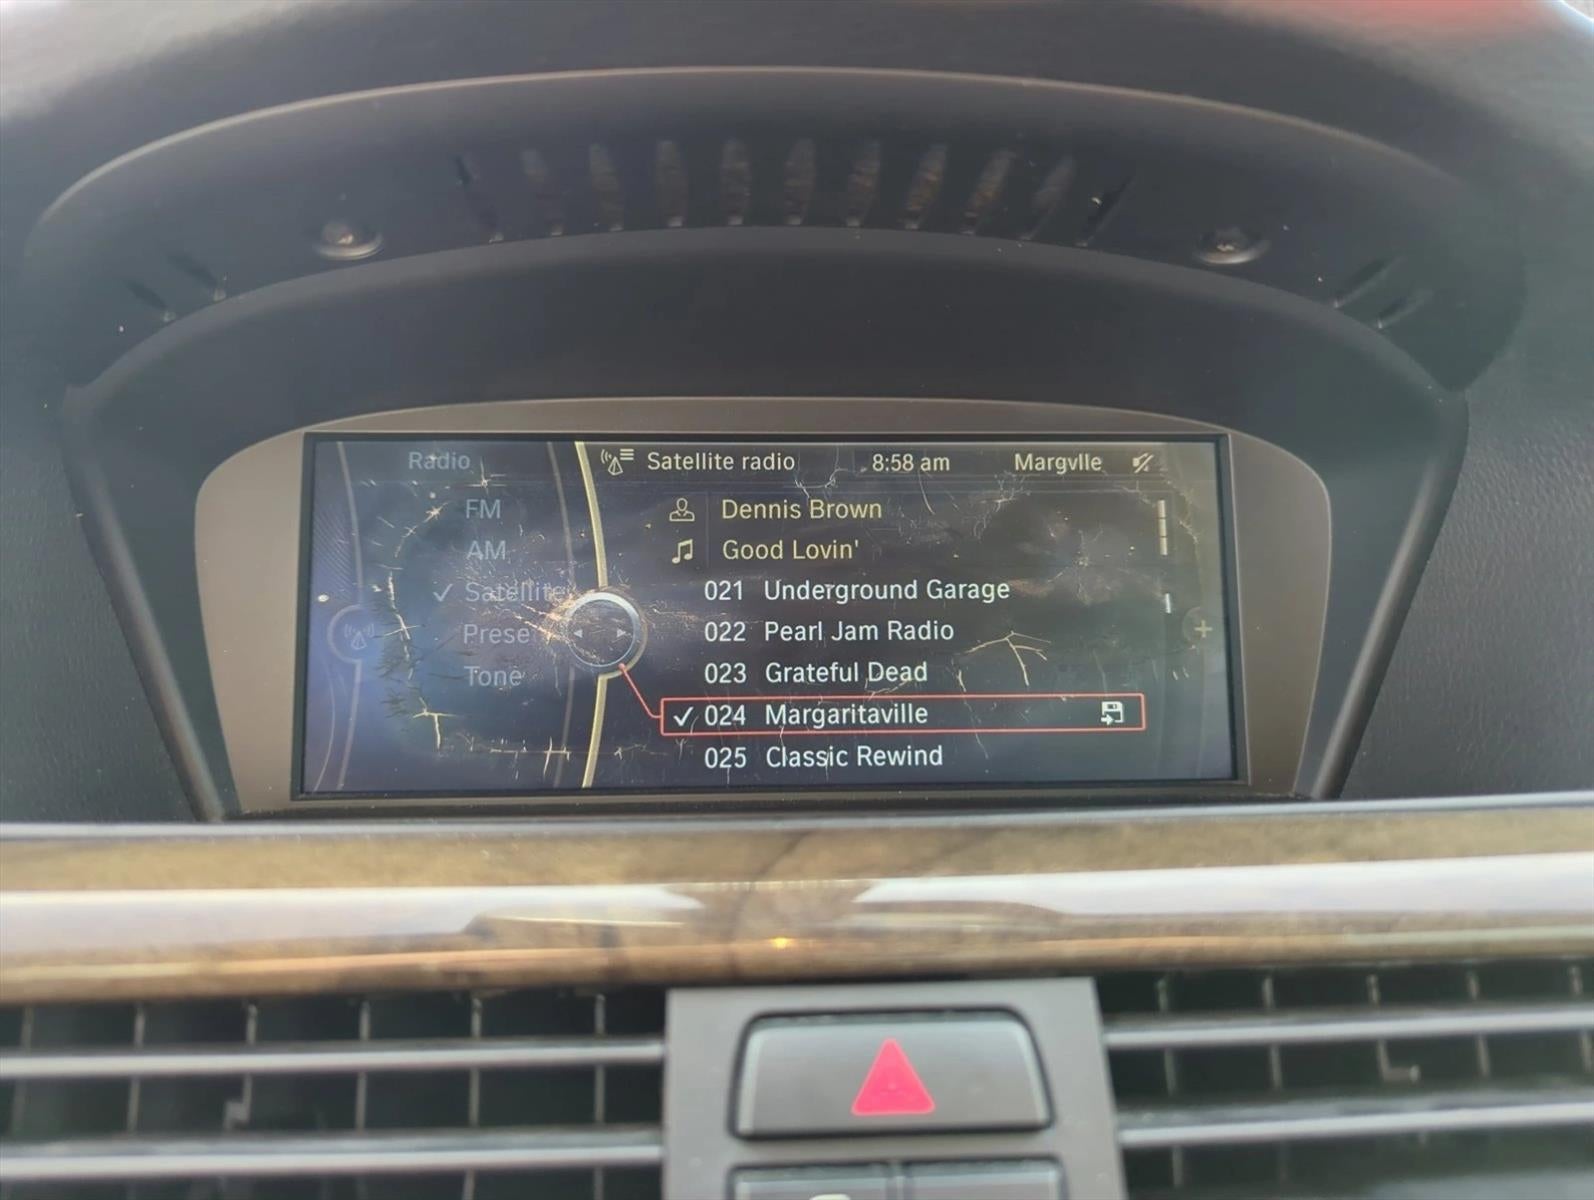 Radio
Satellite radio 8:58 am Margvlle
FM
AM
Satellite
Prese
Tone
Dennis Brown
Good Lovin'
021 Underground Garage
022 Pearl Jam Radio
023 Grateful Dead
024 Margaritaville
025 Classic Rewind